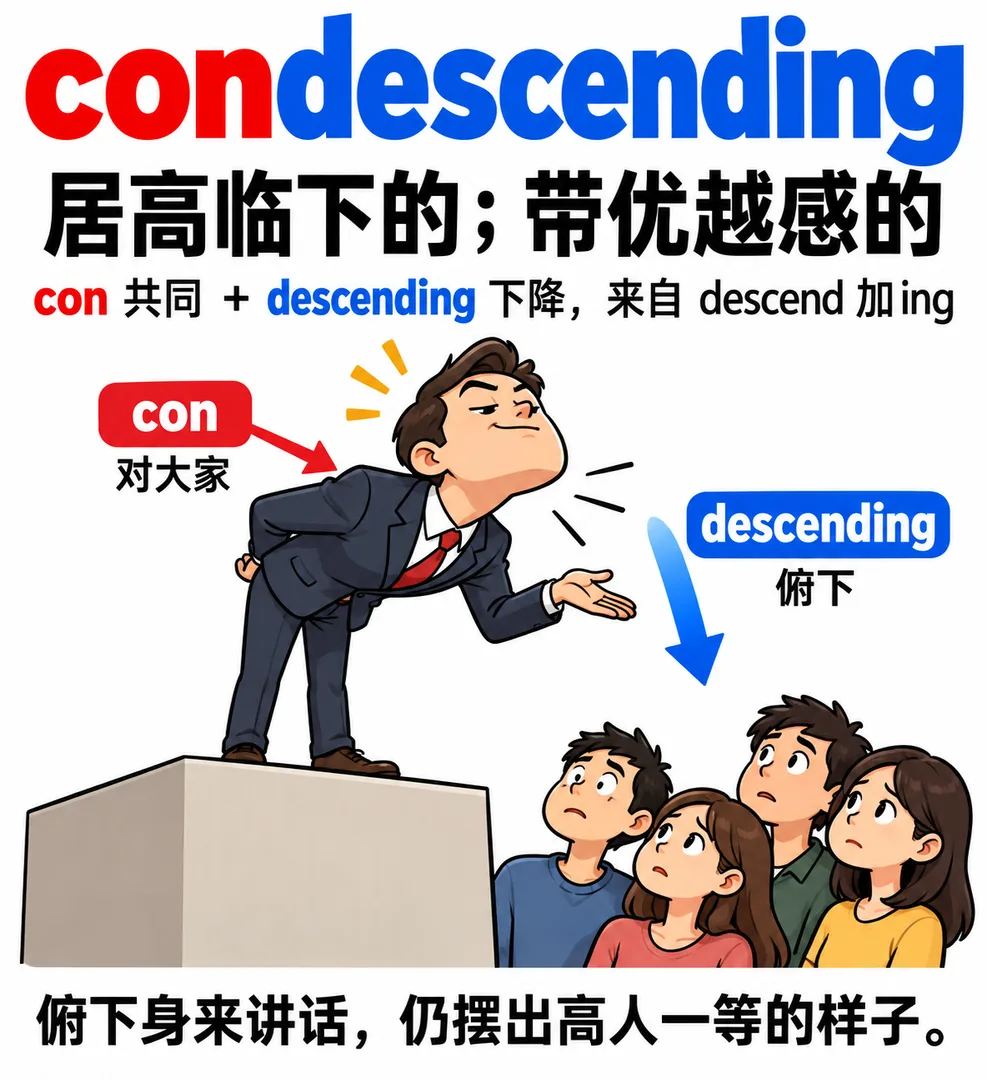 condescending
居高临下的；带优越感的
con 共同 + descending 下降，来自 descend 加ing
con
对大家
descending
俯下
俯下身来讲话，仍摆出高人一等的样子。